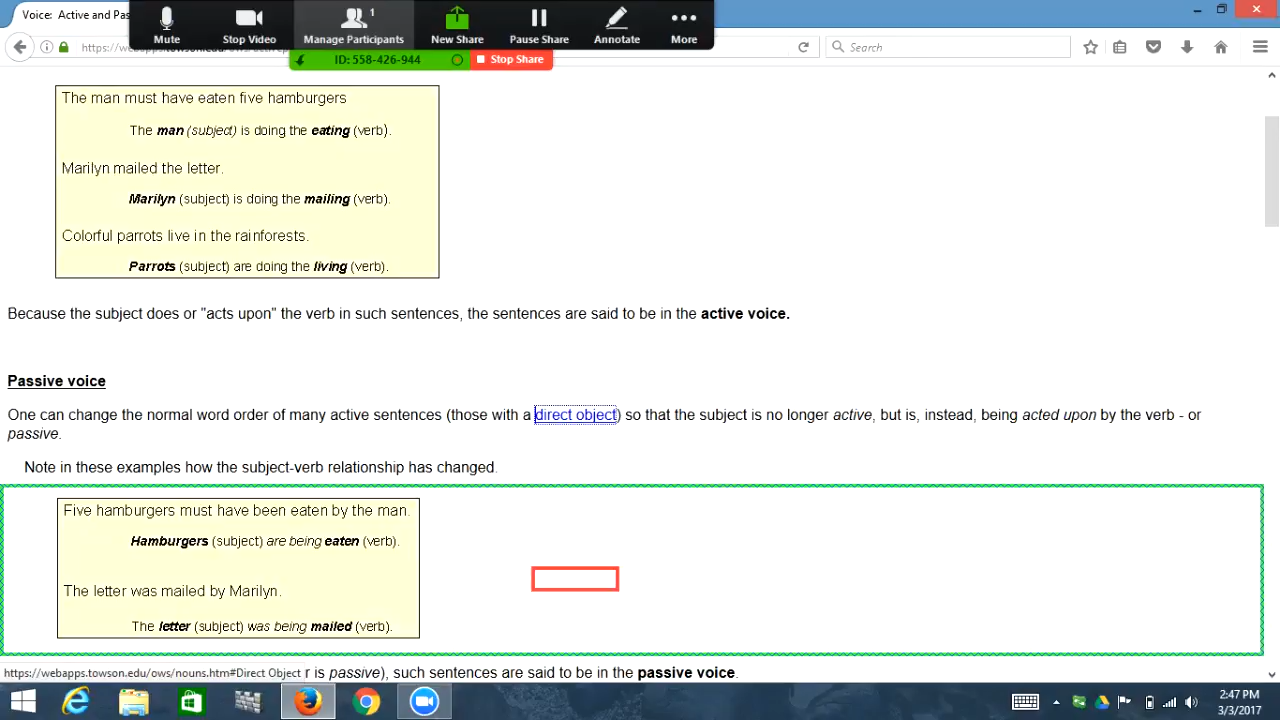 Voice: Active and Pas
1
Mute
Stop Video
Manage Participants
New Share
Pause Share
Annotate
More
Search
ID: 558-426-944
Stop Share
The man must have eaten five hamburgers
The man (subject) is doing the eating (verb).
Marilyn mailed the letter.
Marilyn (subject) is doing the mailing (verb).
Colorful parrots live in the rainforests.
Parrots (subject) are doing the living (verb).
Because the subject does or "acts upon" the verb in such sentences, the sentences are said to be in the active voice.
Passive voice
One can change the normal word order of many active sentences (those with a direct object) so that the subject is no longer active, but is, instead, being acted upon by the verb - or
passive.
Note in these examples how the subject-verb relationship has changed.
Five hamburgers must have been eaten by the man.
Hamburgers (subject) are being eaten (verb).
The letter was mailed by Marilyn.
The letter (subject) was being mailed (verb).
https://webapps.towson.edu/ows/nouns.htm#Direct Object r is passive), such sentences are said to be in the passive voice.
2:47 PM
3/3/2017